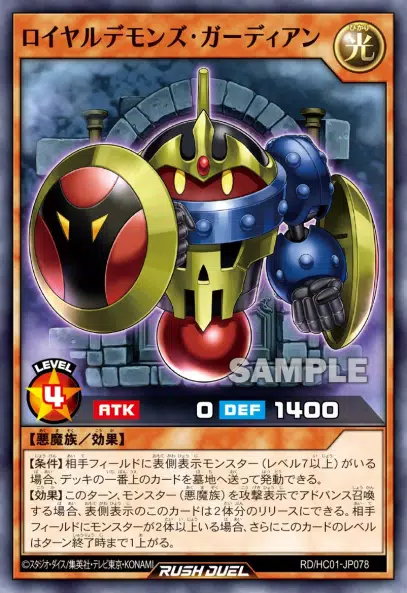 ロイヤルデモンズ・ガーディアン
光
SAMPLE
LEVEL
4
ATK 0 DEF 1400
【悪魔族/効果】
【条件】相手フィールドに表側表示モンスター(レベル7以上)がいる
場合、デッキの一番上のカードを墓地へ送って発動できる。
【効果】このターン、モンスター(悪魔族)を攻撃表示でアドバンス召喚
する場合、表側表示のこのカードは2体分のリリースにできる。相手
フィールドにモンスターが2体以上いる場合、さらにこのカードのレベ
ルはターン終了時まで1上がる。
©スタジオ・ダイス/集英社・テレビ東京・KONAMI
RUSH DUEL
RD/HC01-JP078